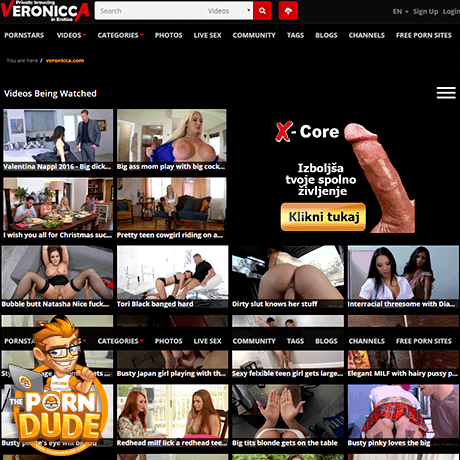 Private browsing
VERONICCA
in Erotica
Search
Videos
EN
Sign Up
Login
PORNSTARS
VIDEOS
CATEGORIES
PHOTOS
LIVE SEX
COMMUNITY
TAGS
BLOGS
CHANNELS
FREE PORN SITES
You are here / veronicca.com
Videos Being Watched
Valentina Nappi 2016 - Big dick...
Big ass mom play with big cock...
X-Core
Izboljša
tvoje spolno
življenje
Klikni tukaj
I wish you all for Christmas suc...
Pretty teen cowgirl riding on a...
Bubble butt Natasha Nice fuck...
Tori Black banged hard
Dirty slut knows her stuff
Interracial threesome with Dia...
PORNSTARS
CATEGORIES
PHOTOS
LIVE SEX
COMMUNITY
TAGS
BLOGS
CHANNELS
FREE PORN SITES
Busty Japan girl playing with th...
Sexy felxible teen girl gets large...
Elegant MILF with hairy pussy p...
THE
PORN
DUDE
Redhead milf lick a redhead tee...
Big tits blonde gets on the table
Busty pinky loves the big